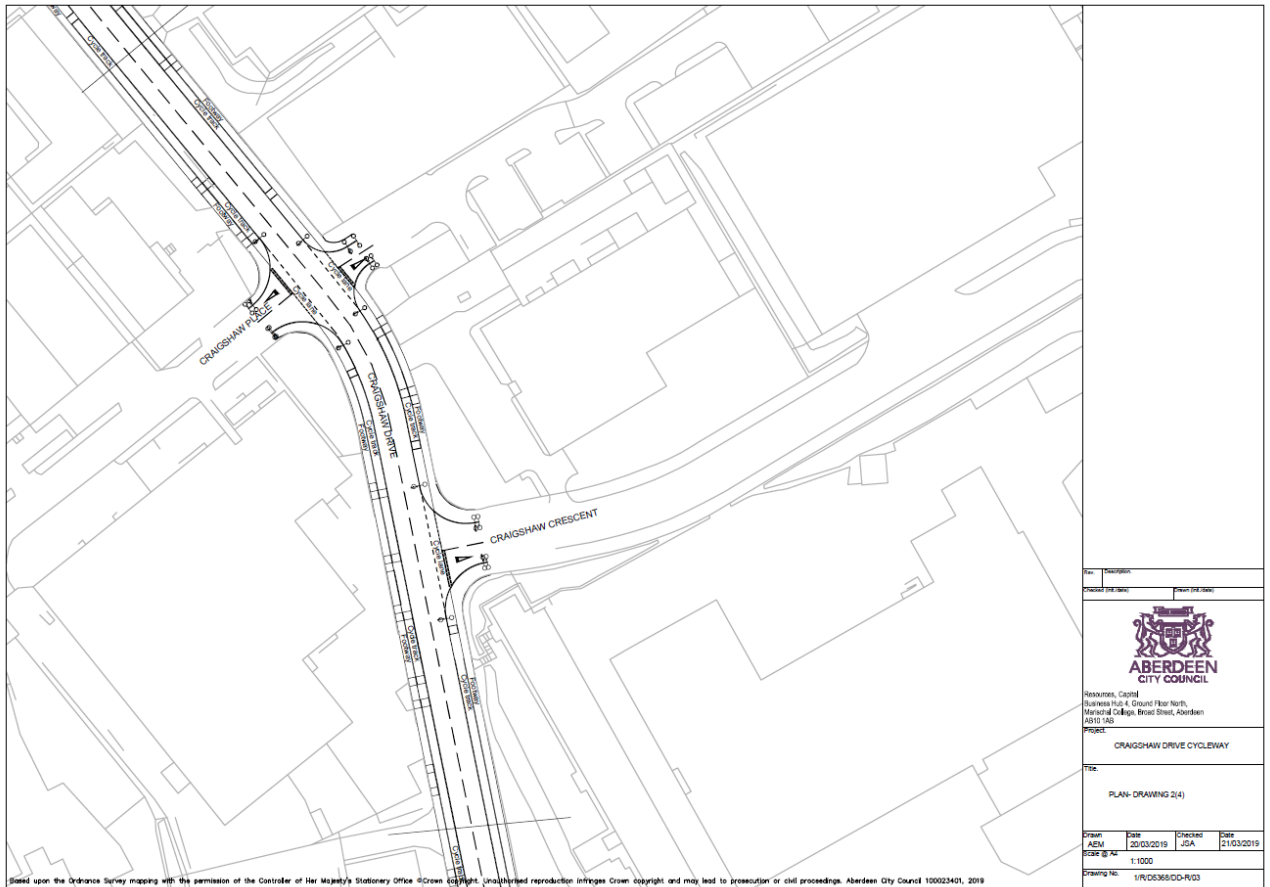 Cycle track
Footway
Cycle track
Cycle track
Footway
Cycle lane
Cycle lane
CRAIGSHAW PLACE
CRAIGSHAW DRIVE
Footway
Cycle track
Cycle track
Footway
CRAIGSHAW CRESCENT
Cycle lane
Cycle track
Footway
Footway
Cycle track
Cycle track
Rev.
Description.
Checked (init./date)
Drawn (init./date)
ABERDEEN
CITY COUNCIL
Resources, Capital
Business Hub 4, Ground Floor North,
Marischal College, Broad Street, Aberdeen
AB10 1AB
Project.
CRAIGSHAW DRIVE CYCLEWAY
Title.
PLAN- DRAWING 2(4)
Drawn Date Checked Date
AEM 20/03/2019 JSA 21/03/2019
Scale @ A4
1:1000
Drawing No.
1/R/D5368/DD-R/03
Based upon the Ordnance Survey mapping with the permission of the Controller of Her Majesty's Stationery Office ©Crown copyright. Unauthorised reproduction infringes Crown copyright and may lead to prosecution or civil proceedings. Aberdeen City Council 100023401, 2019